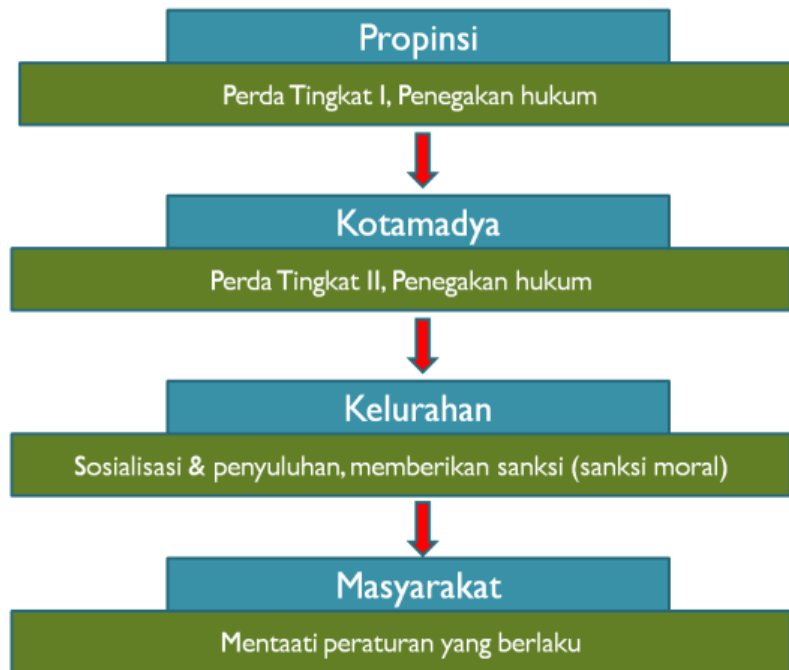 Propinsi
Perda Tingkat I, Penegakan hukum
Kotamadya
Perda Tingkat II, Penegakan hukum
Kelurahan
Sosialisasi & penyuluhan, memberikan sanksi (sanksi moral)
Masyarakat
Mentaati peraturan yang berlaku